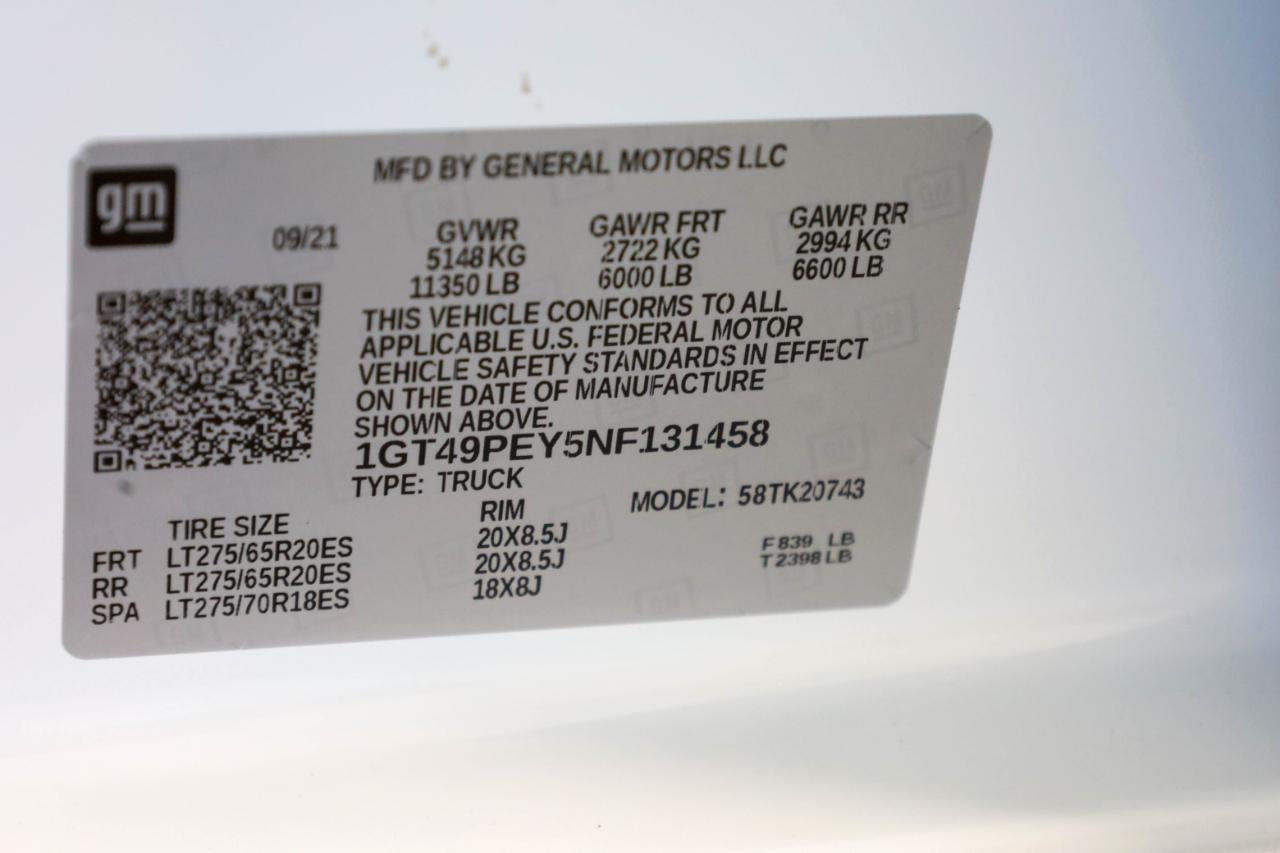 MFD BY GENERAL MOTORS LLC
gm
09/21 GVWR GAWR FRT GAWR RR
5148 KG 2722 KG 2994 KG
11350 LB 6000 LB 6600 LB
THIS VEHICLE CONFORMS TO ALL
APPLICABLE U.S. FEDERAL MOTOR
VEHICLE SAFETY STANDARDS IN EFFECT
ON THE DATE OF MANUFACTURE
SHOWN ABOVE.
1GT49PEY5NF131458
TYPE: TRUCK MODEL: 58TK20743
TIRE SIZE RIM
FRT LT275/65R20ES 20X8.5J F 839 LB
RR LT275/65R20ES 20X8.5J T 2398 LB
SPA LT275/70R18ES 18X8J